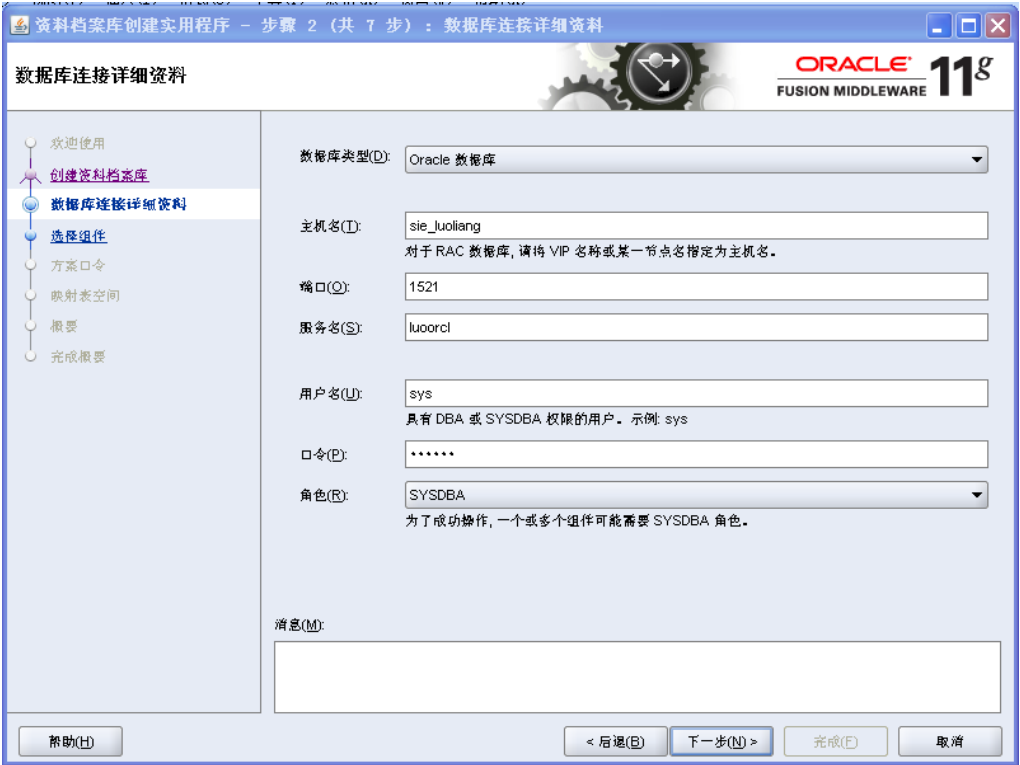 资料档案库创建实用程序 - 步骤 2 (共 7 步) : 数据库连接详细资料
数据库连接详细资料
ORACLE
FUSION MIDDLEWARE 11g
欢迎使用
创建资料档案库
数据库连接详细资料
选择组件
方案口令
映射表空间
概要
完成概要
数据库类型(D): Oracle 数据库
主机名(T): sie_luoliang
对于 RAC 数据库, 请将 VIP 名称或某一节点名指定为主机名。
端口(O): 1521
服务名(S): luoorcl
用户名(U): sys
具有 DBA 或 SYSDBA 权限的用户。示例: sys
口令(P): ••••••
角色(R): SYSDBA
为了成功操作, 一个或多个组件可能需要 SYSDBA 角色。
消息(M):
帮助(H) < 后退(B) 下一步(N) > 完成(F) 取消